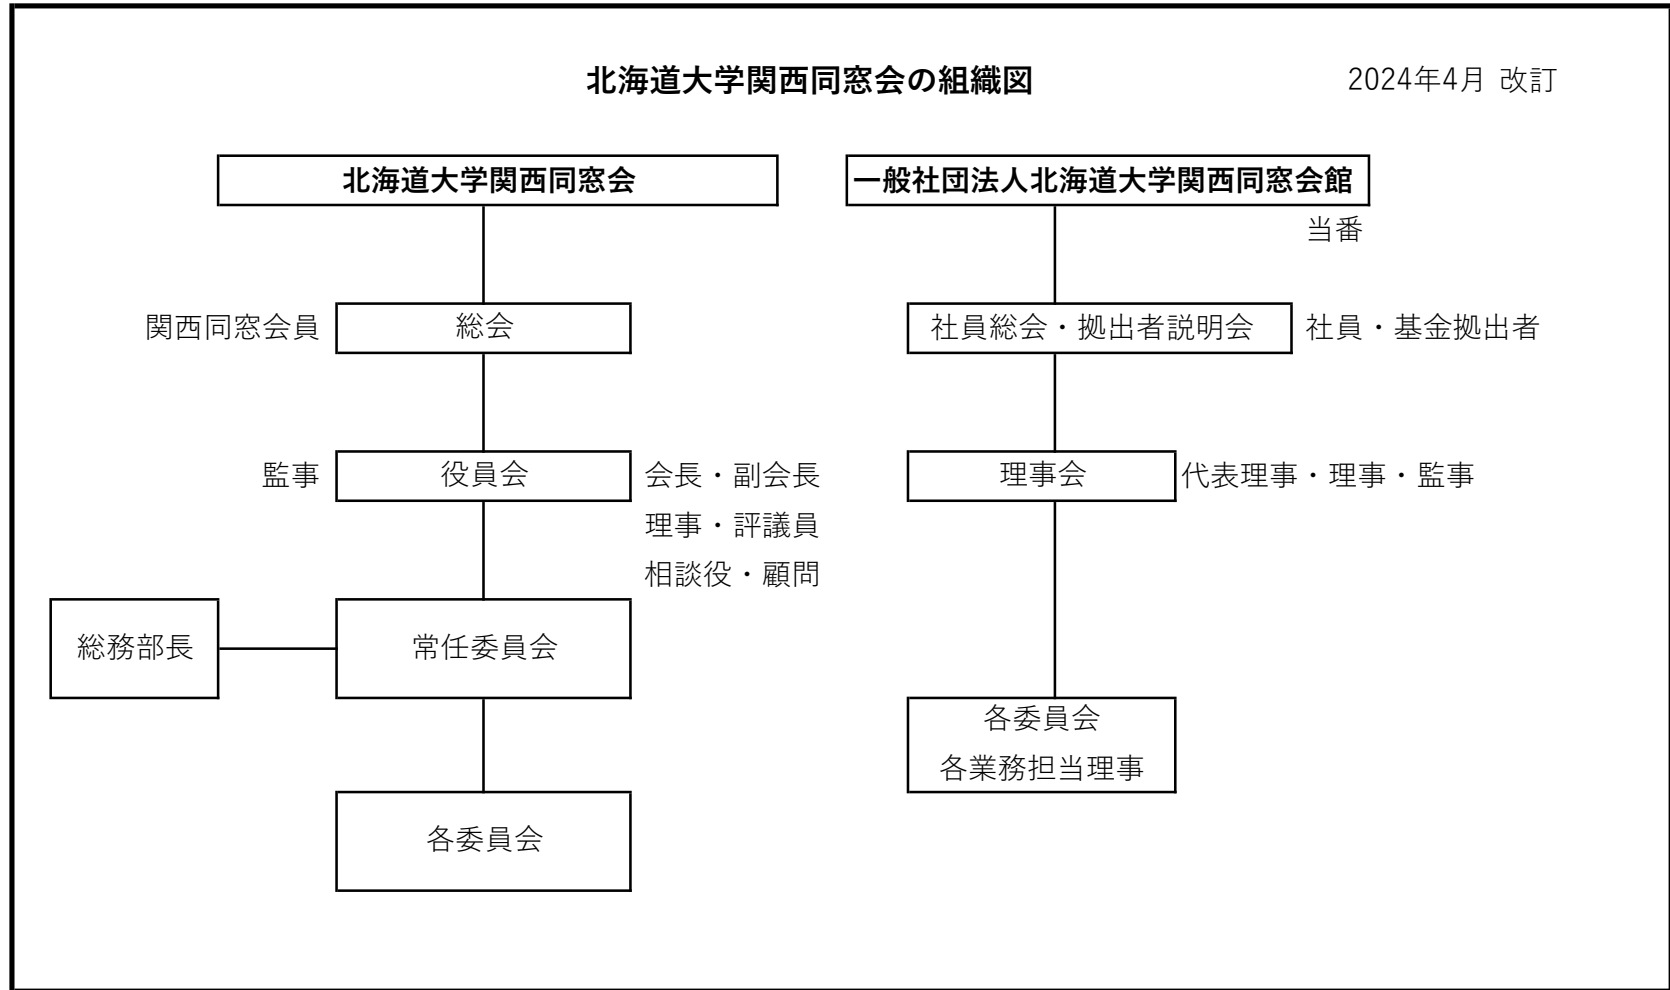 北海道大学関西同窓会の組織図
2024年4月 改訂
北海道大学関西同窓会
一般社団法人北海道大学関西同窓会館
当番
関西同窓会員
総会
社員総会・拠出者説明会
社員・基金拠出者
監事
役員会
会長・副会長
理事・評議員
相談役・顧問
理事会
代表理事・理事・監事
総務部長
常任委員会
各委員会
各業務担当理事
各委員会